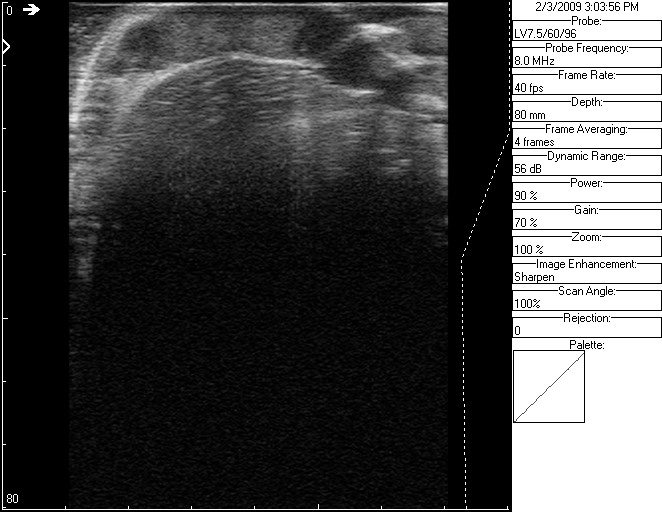 0
80
2/3/2009 3:03:56 PM
Probe:
LV7.5/60/96
Probe Frequency:
8.0 MHz
Frame Rate:
40 fps
Depth:
80 mm
Frame Averaging:
4 frames
Dynamic Range:
56 dB
Power:
90 %
Gain:
70 %
Zoom:
100 %
Image Enhancement:
Sharpen
Scan Angle:
100%
Rejection:
0
Palette: